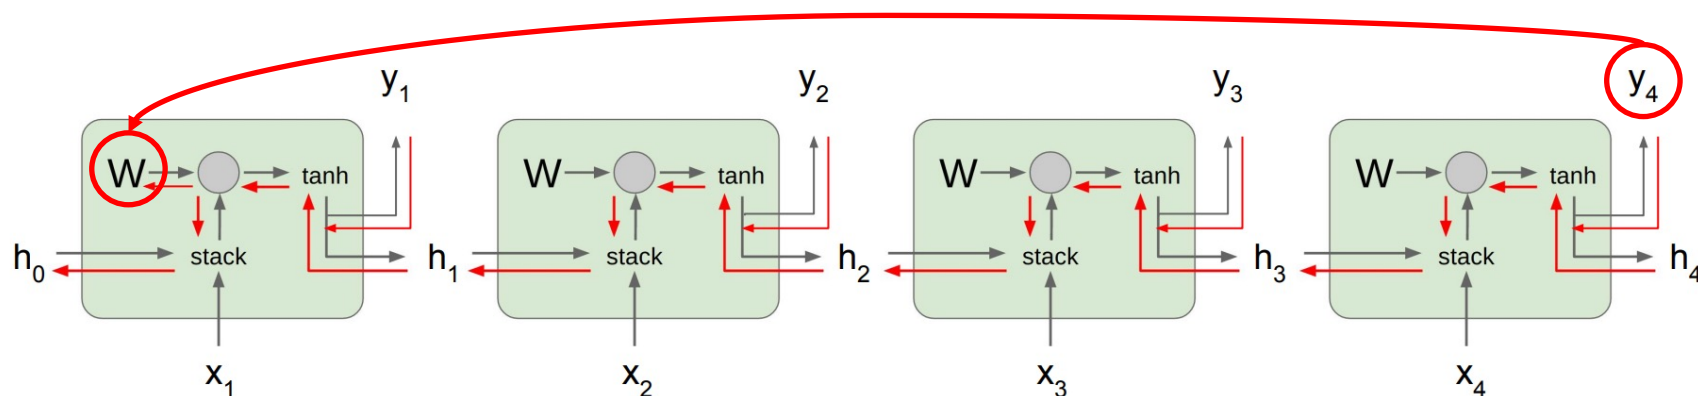 y1 y2 y3 y4
W tanh W tanh W tanh W tanh
h0 stack h1 stack h2 stack h3 stack h4
x1 x2 x3 x4